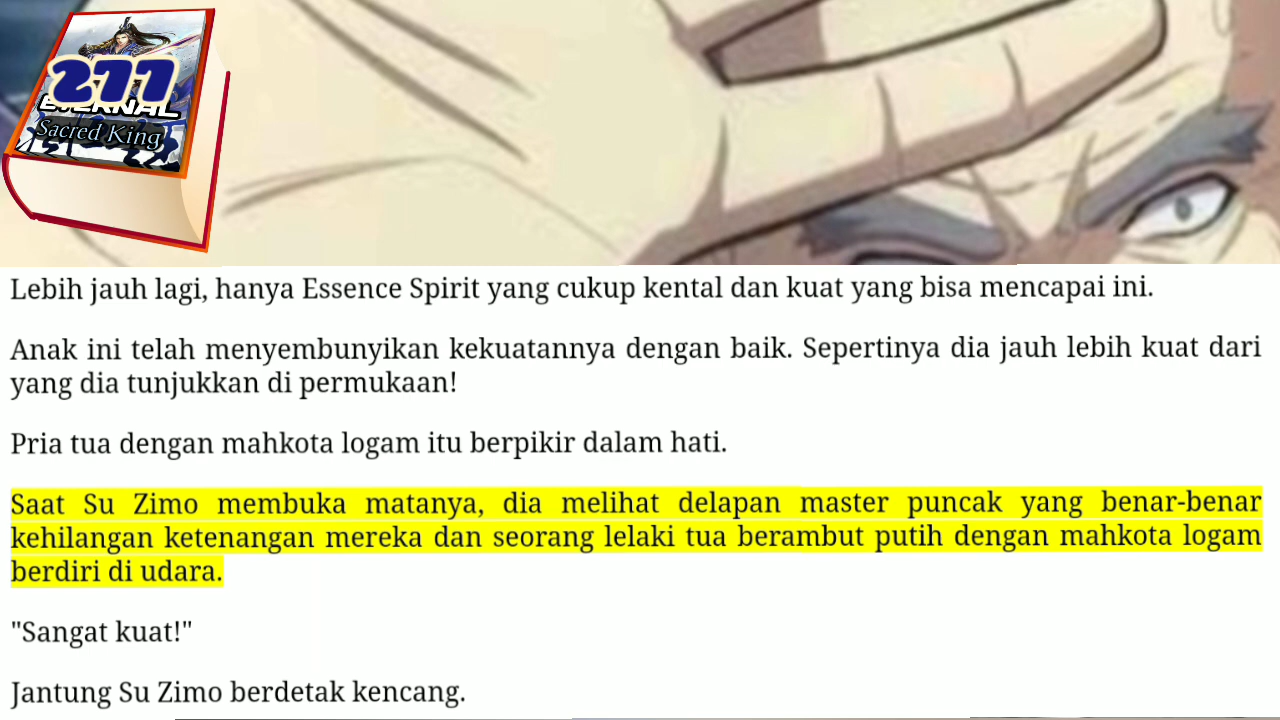 277
ETERNAL
Sacred King
Lebih jauh lagi, hanya Essence Spirit yang cukup kental dan kuat yang bisa mencapai ini.
Anak ini telah menyembunyikan kekuatannya dengan baik. Sepertinya dia jauh lebih kuat dari
yang dia tunjukkan di permukaan!
Pria tua dengan mahkota logam itu berpikir dalam hati.
Saat Su Zimo membuka matanya, dia melihat delapan master puncak yang benar-benar
kehilangan ketenangan mereka dan seorang lelaki tua berambut putih dengan mahkota logam
berdiri di udara.
"Sangat kuat!"
Jantung Su Zimo berdetak kencang.